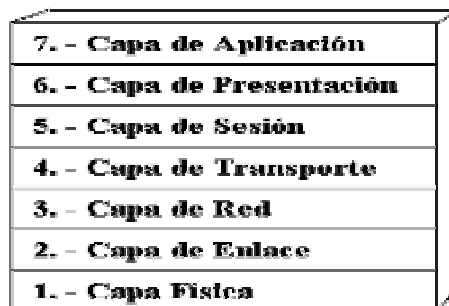 7. - Capa de Aplicación
6. - Capa de Presentación
5. - Capa de Sesión
4. - Capa de Transporte
3. - Capa de Red
2. - Capa de Enlace
1. - Capa Física